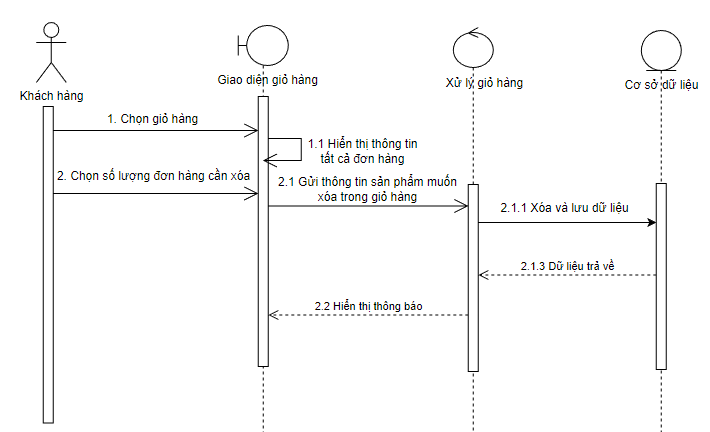 Khách hàng
Giao diện giỏ hàng
Xử lý giỏ hàng
Cơ sở dữ liệu
1. Chọn giỏ hàng
1.1 Hiển thị thông tin
tất cả đơn hàng
2. Chọn số lượng đơn hàng cần xóa
2.1 Gửi thông tin sản phẩm muốn
xóa trong giỏ hàng
2.1.1 Xóa và lưu dữ liệu
2.1.3 Dữ liệu trả về
2.2 Hiển thị thông báo